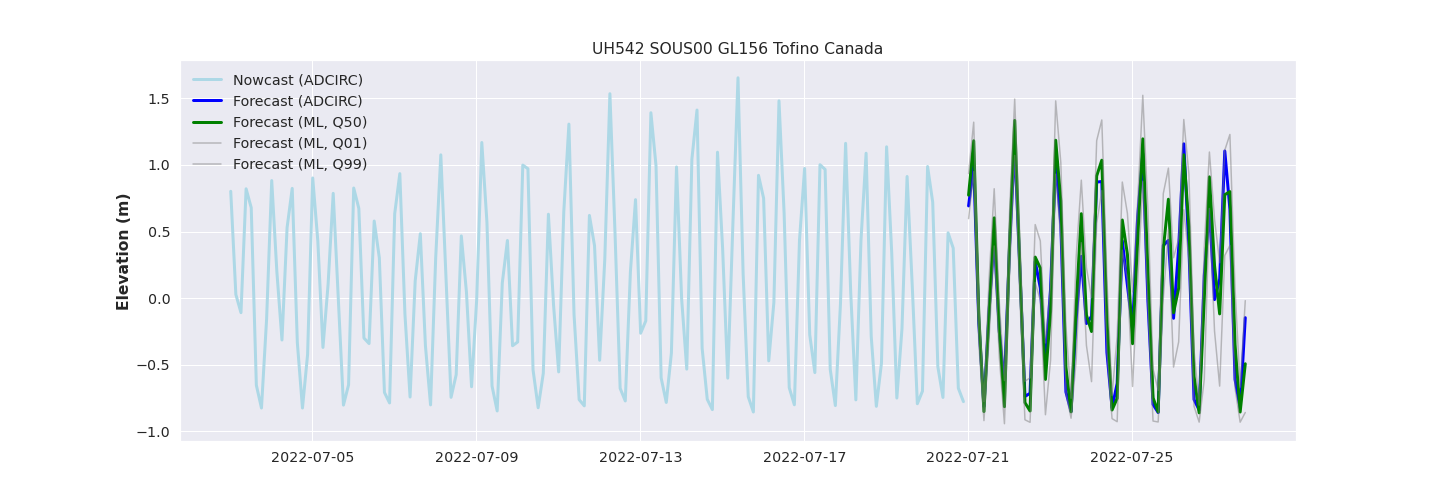 UH542 SOUS00 GL156 Tofino Canada
Nowcast (ADCIRC)
Forecast (ADCIRC)
Forecast (ML, Q50)
Forecast (ML, Q01)
Forecast (ML, Q99)
Elevation (m)
1.5
1.0
0.5
0.0
−0.5
−1.0
2022-07-05
2022-07-09
2022-07-13
2022-07-17
2022-07-21
2022-07-25